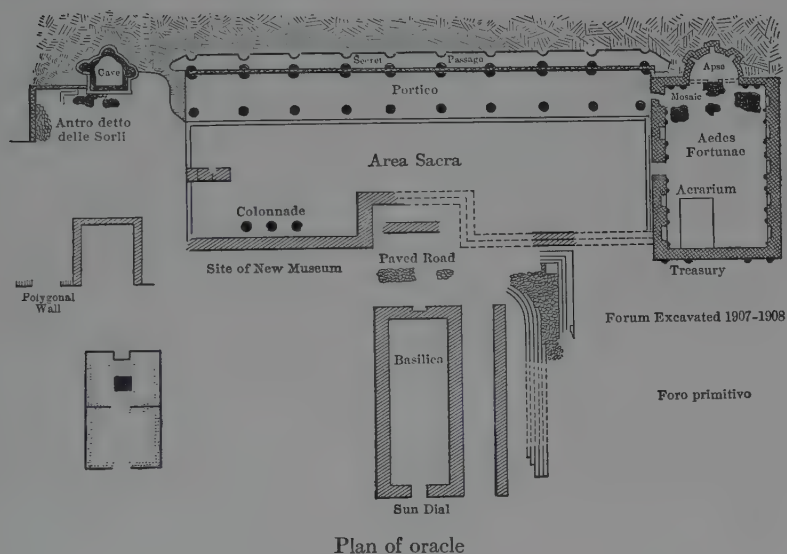 Cave
Secret Passage
Apse
Portico
Mosaic
Antro detto
delle Sorli
Aedes
Fortunae
Area Sacra
Aerarium
Colonnade
Site of New Museum
Paved Road
Treasury
Polygonal
Wall
Forum Excavated 1907-1908
Basilica
Foro primitivo
Sun Dial
Plan of oracle